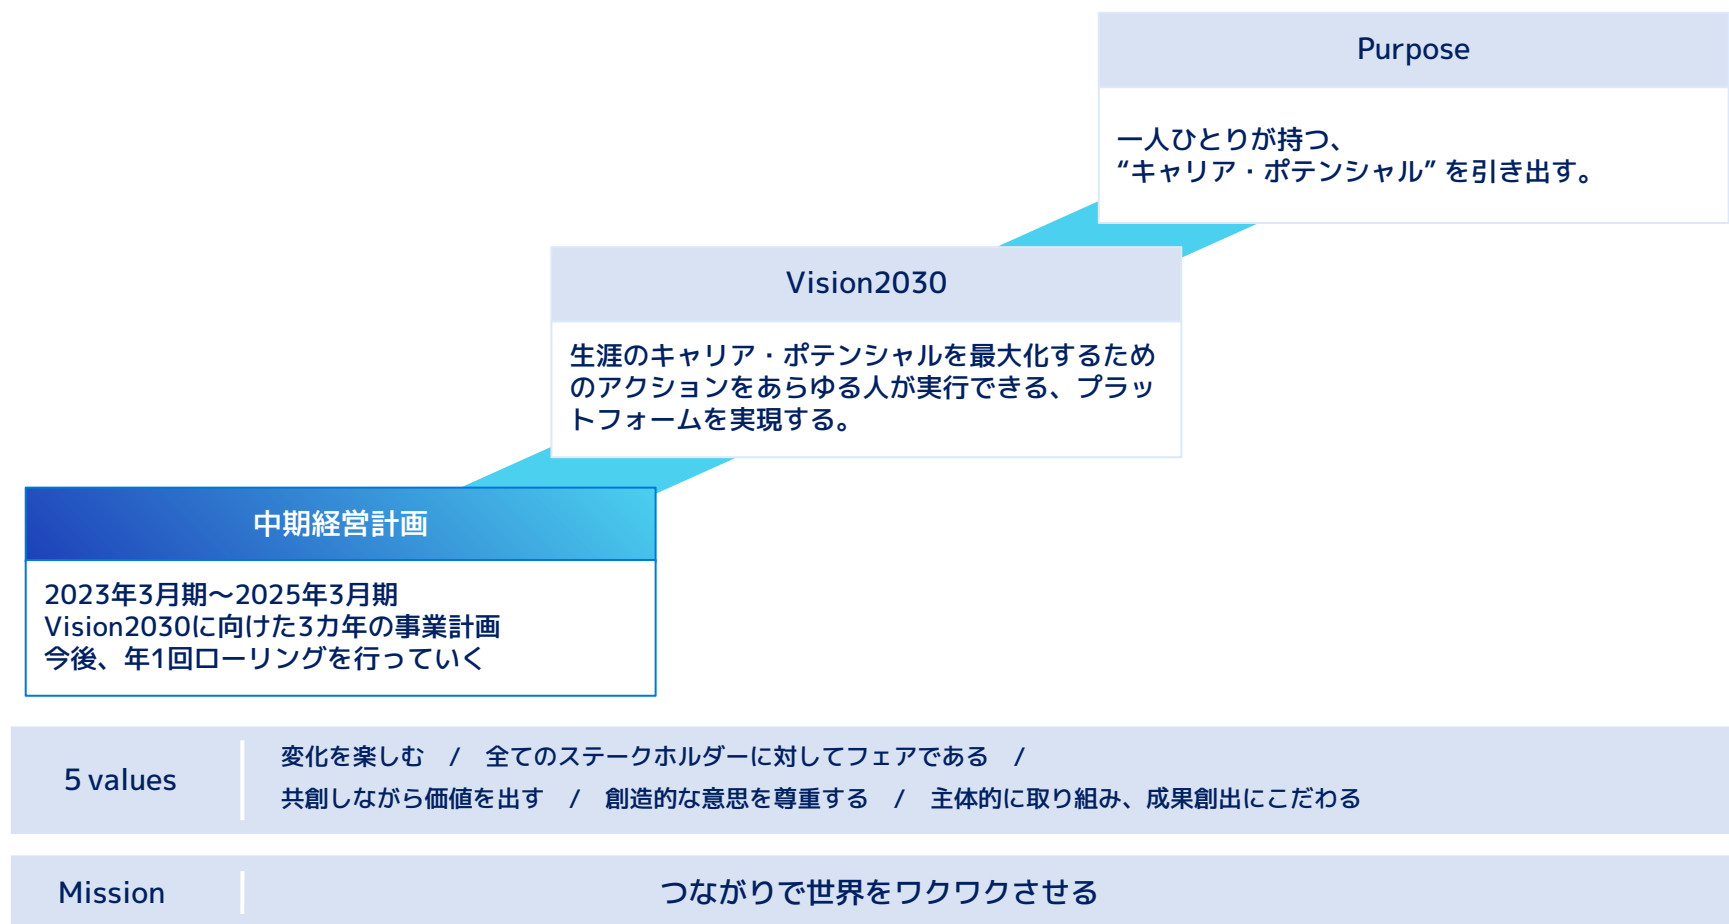 Purpose
一人ひとりが持つ、
“キャリア・ポテンシャル” を引き出す。
Vision2030
生涯のキャリア・ポテンシャルを最大化するため
のアクションをあらゆる人が実行できる、プラッ
トフォームを実現する。
中期経営計画
2023年3月期〜2025年3月期
Vision2030に向けた3カ年の事業計画
今後、年1回ローリングを行っていく
5 values
変化を楽しむ　/　全てのステークホルダーに対してフェアである　/
共創しながら価値を出す　/　創造的な意思を尊重する　/　主体的に取り組み、成果創出にこだわる
Mission
つながりで世界をワクワクさせる